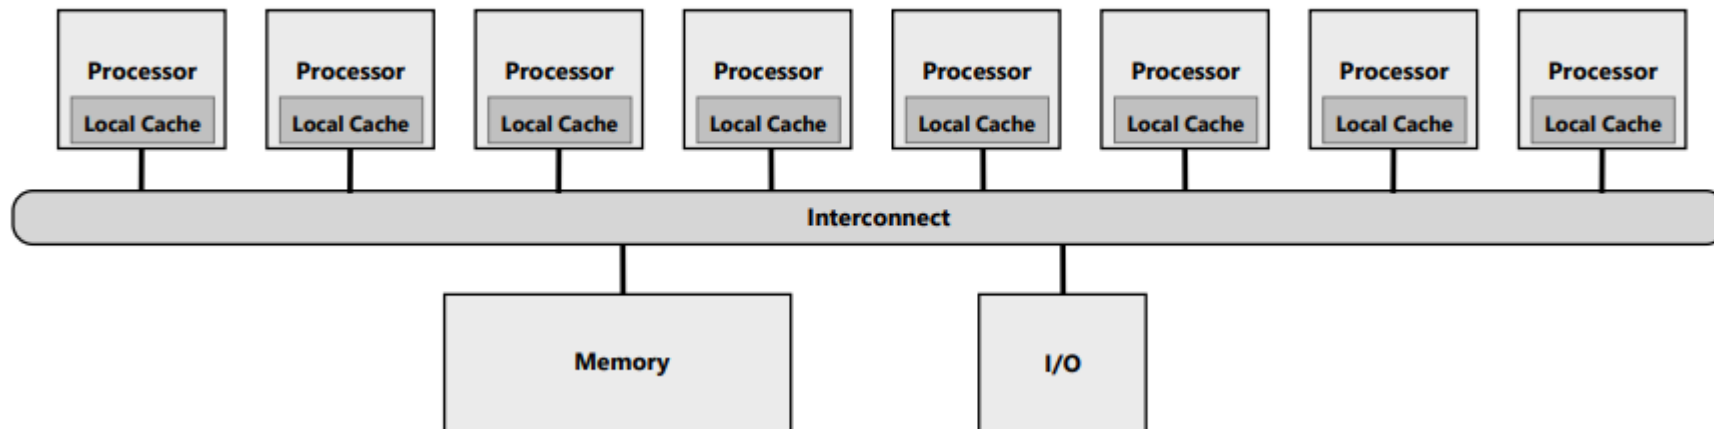 Processor
Local Cache
Processor
Local Cache
Processor
Local Cache
Processor
Local Cache
Processor
Local Cache
Processor
Local Cache
Processor
Local Cache
Processor
Local Cache
Interconnect
Memory
I/O